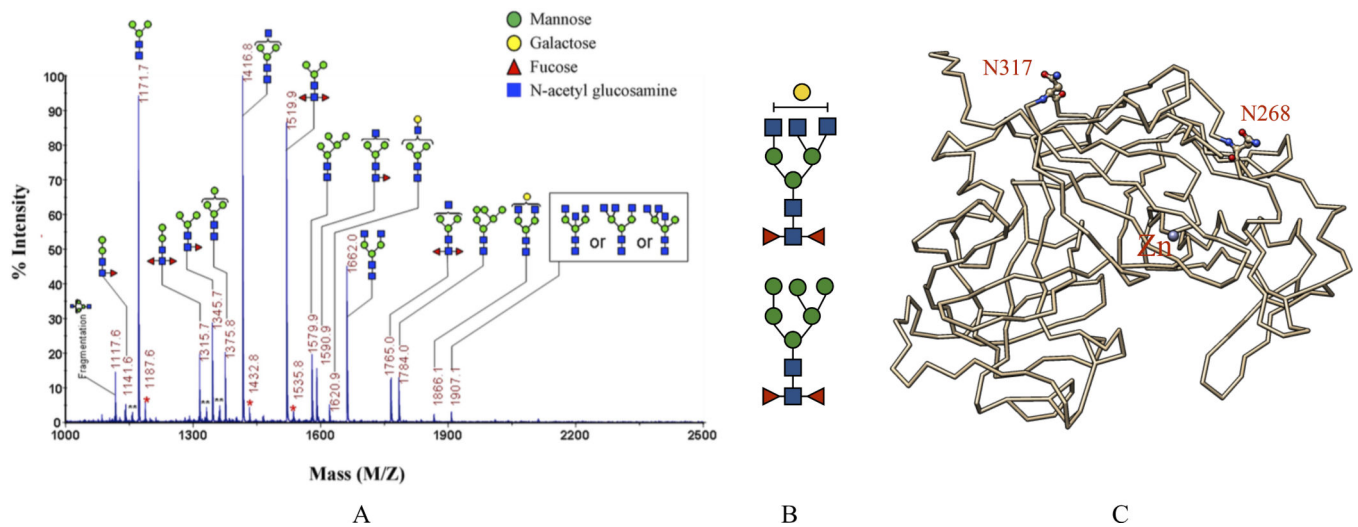 Mannose
Galactose
Fucose
N-acetyl glucosamine
% Intensity
100
90
80
70
60
50
40
30
20
10
0
Fragmentation
1117.6
1141.6
**
1171.7
1187.6
*
1315.7
**
1345.7
**
1375.8
1416.8
1432.8
*
1519.9
1535.8
*
1579.9
1590.9
1620.9
1662.0
1765.0
1784.0
1866.1
1907.1
or
or
1000
1300
1600
1900
2200
2500
Mass (M/Z)
N317
N268
Zn
A
B
C